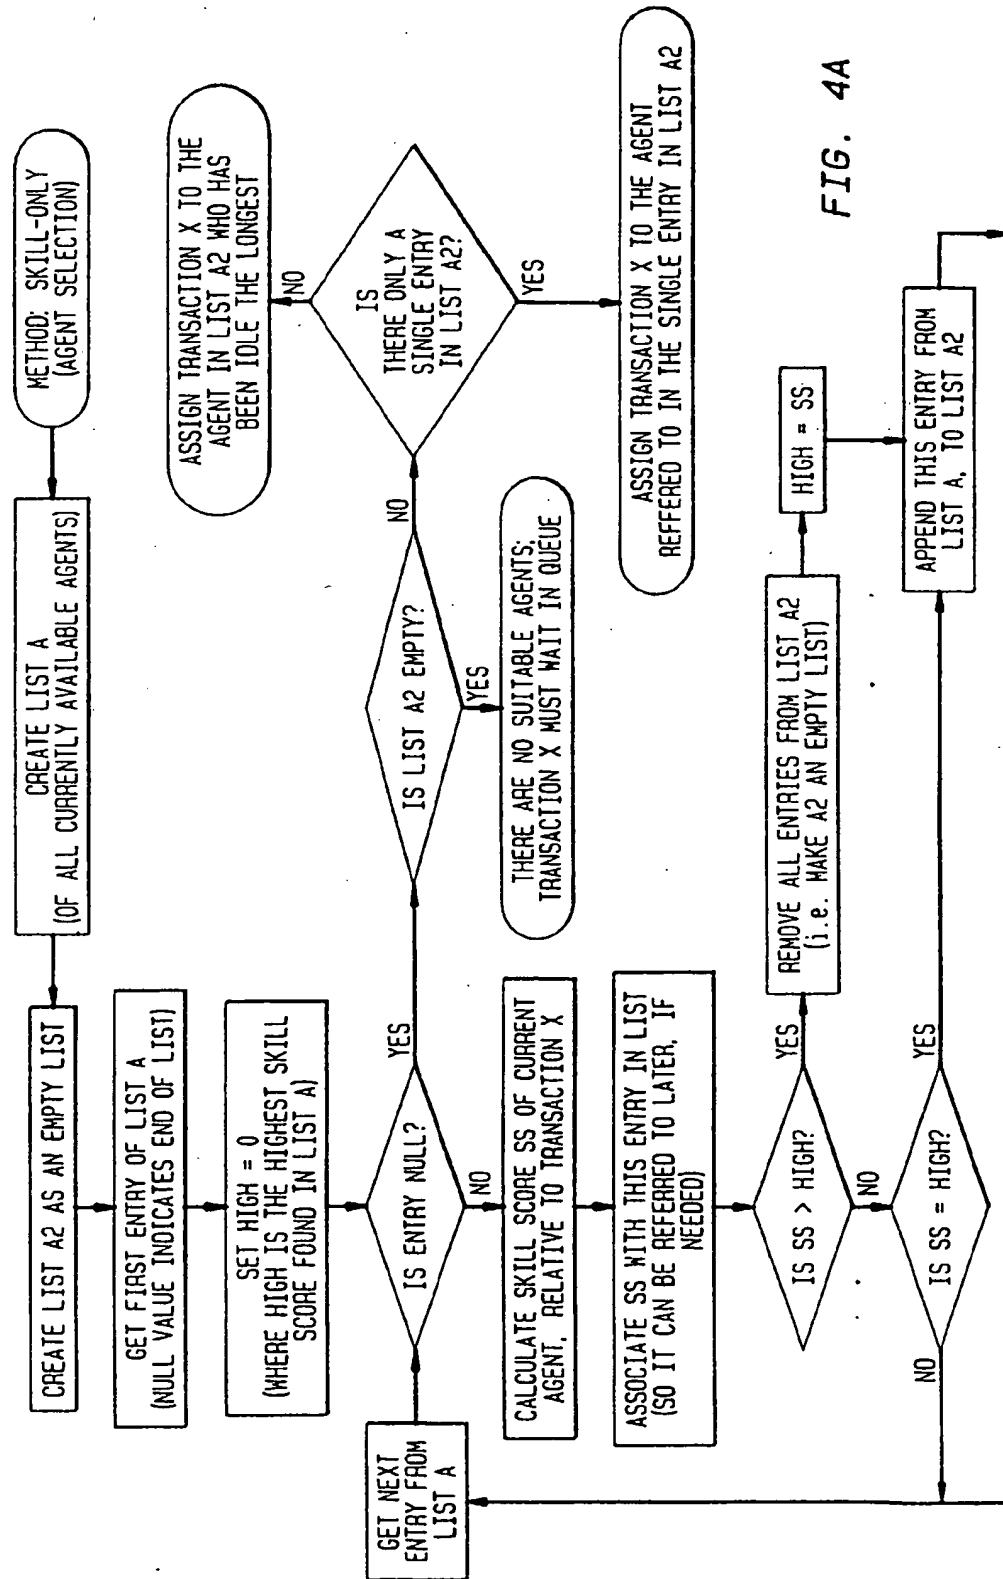 METHOD: SKILL-ONLY
(AGENT SELECTION)
CREATE LIST A
(OF ALL CURRENTLY AVAILABLE AGENTS)
CREATE LIST A2 AS AN EMPTY LIST
GET FIRST ENTRY OF LIST A
(NULL VALUE INDICATES END OF LIST)
SET HIGH = 0
(WHERE HIGH IS THE HIGHEST SKILL
SCORE FOUND IN LIST A)
GET NEXT
ENTRY FROM
LIST A
IS ENTRY NULL?
YES
NO
IS LIST A2 EMPTY?
NO
YES
THERE ARE NO SUITABLE AGENTS;
TRANSACTION X MUST WAIT IN QUEUE
IS
THERE ONLY A
SINGLE ENTRY
IN LIST A2?
NO
YES
ASSIGN TRANSACTION X TO THE
AGENT IN LIST A2 WHO HAS
BEEN IDLE THE LONGEST
ASSIGN TRANSACTION X TO THE AGENT
REFFERED TO IN THE SINGLE ENTRY IN LIST A2
CALCULATE SKILL SCORE SS OF CURRENT
AGENT, RELATIVE TO TRANSACTION X
ASSOCIATE SS WITH THIS ENTRY IN LIST
(SO IT CAN BE REFERRED TO LATER, IF
NEEDED)
IS SS > HIGH?
YES
NO
REMOVE ALL ENTRIES FROM LIST A2
(i.e. MAKE A2 AN EMPTY LIST)
HIGH = SS
IS SS = HIGH?
YES
NO
APPEND THIS ENTRY FROM
LIST A, TO LIST A2
FIG. 4A